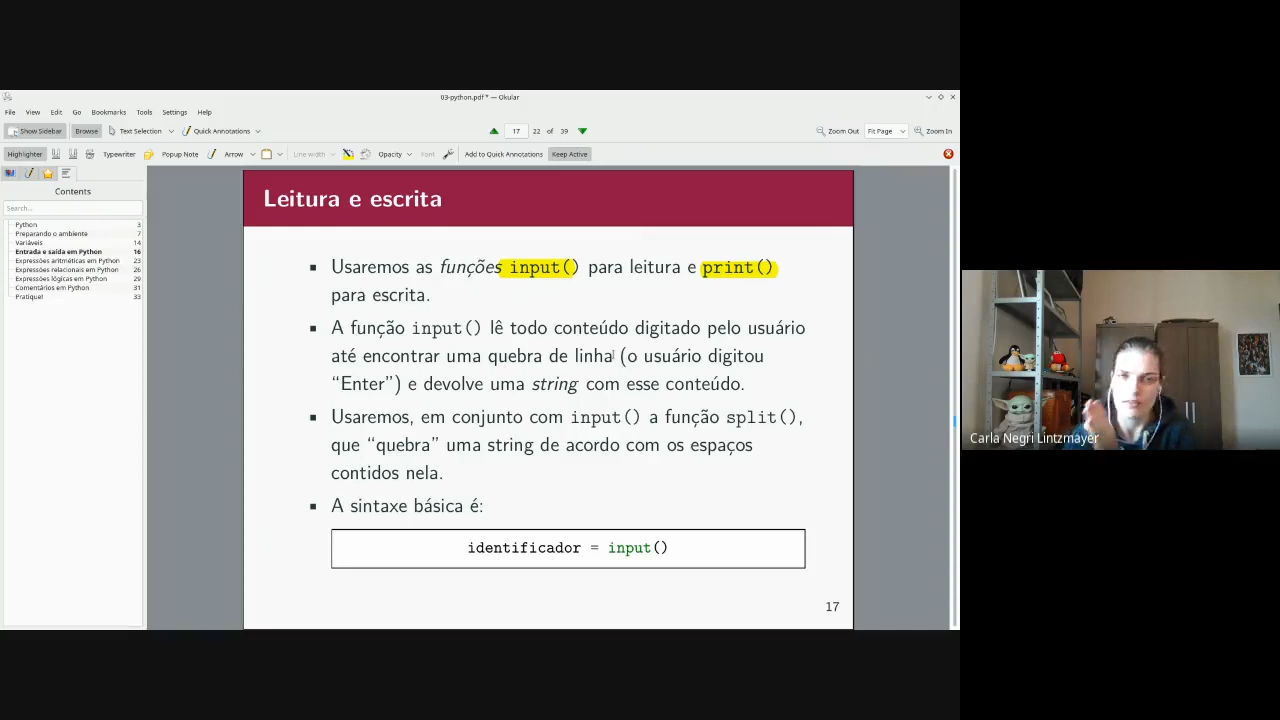 03-python.pdf * — Okular
File View Edit Go Bookmarks Tools Settings Help
Show Sidebar Browse Text Selection Quick Annotations 17 22 of 39 Zoom Out Fit Page Zoom In
Highlighter Typewriter Popup Note Arrow Line width Opacity Font Add to Quick Annotations Keep Active
Contents
Search...
Python 3
Preparando o ambiente 7
Variáveis 14
Entrada e saída em Python 16
Expressões aritméticas em Python 23
Expressões relacionais em Python 26
Expressões lógicas em Python 29
Comentários em Python 31
Pratique! 33
Leitura e escrita
Usaremos as funções input() para leitura e print()
para escrita.
A função input() lê todo conteúdo digitado pelo usuário
até encontrar uma quebra de linha (o usuário digitou
“Enter”) e devolve uma string com esse conteúdo.
Usaremos, em conjunto com input() a função split(),
que “quebra” uma string de acordo com os espaços
contidos nela.
A sintaxe básica é:
identificador = input()
17
Carla Negri Lintzmayer